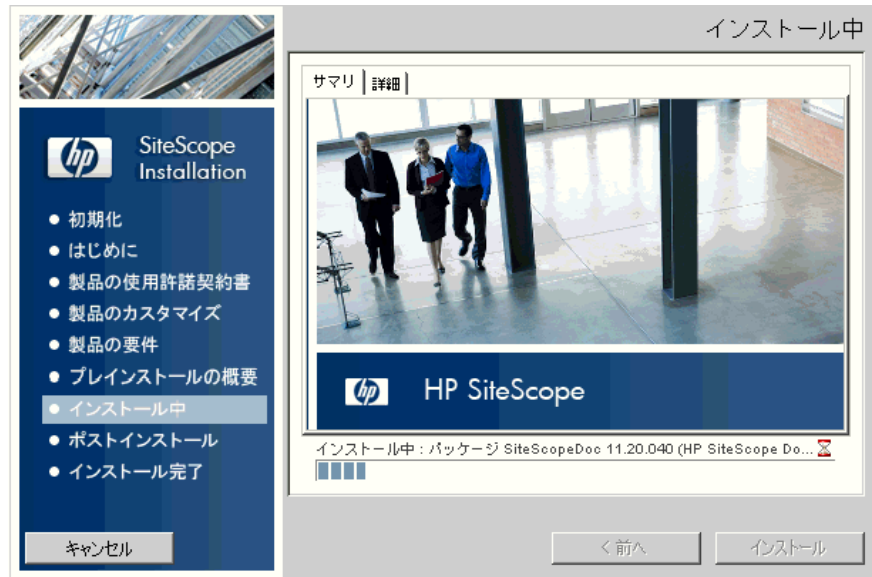 インストール中
hp
SiteScope
Installation
初期化
はじめに
製品の使用許諾契約書
製品のカスタマイズ
製品の要件
プレインストールの概要
インストール中
ポストインストール
インストール完了
キャンセル
サマリ
詳細
hp
HP SiteScope
インストール中 : パッケージ SiteScopeDoc 11.20.040 (HP SiteScope Do...
< 前へ
インストール